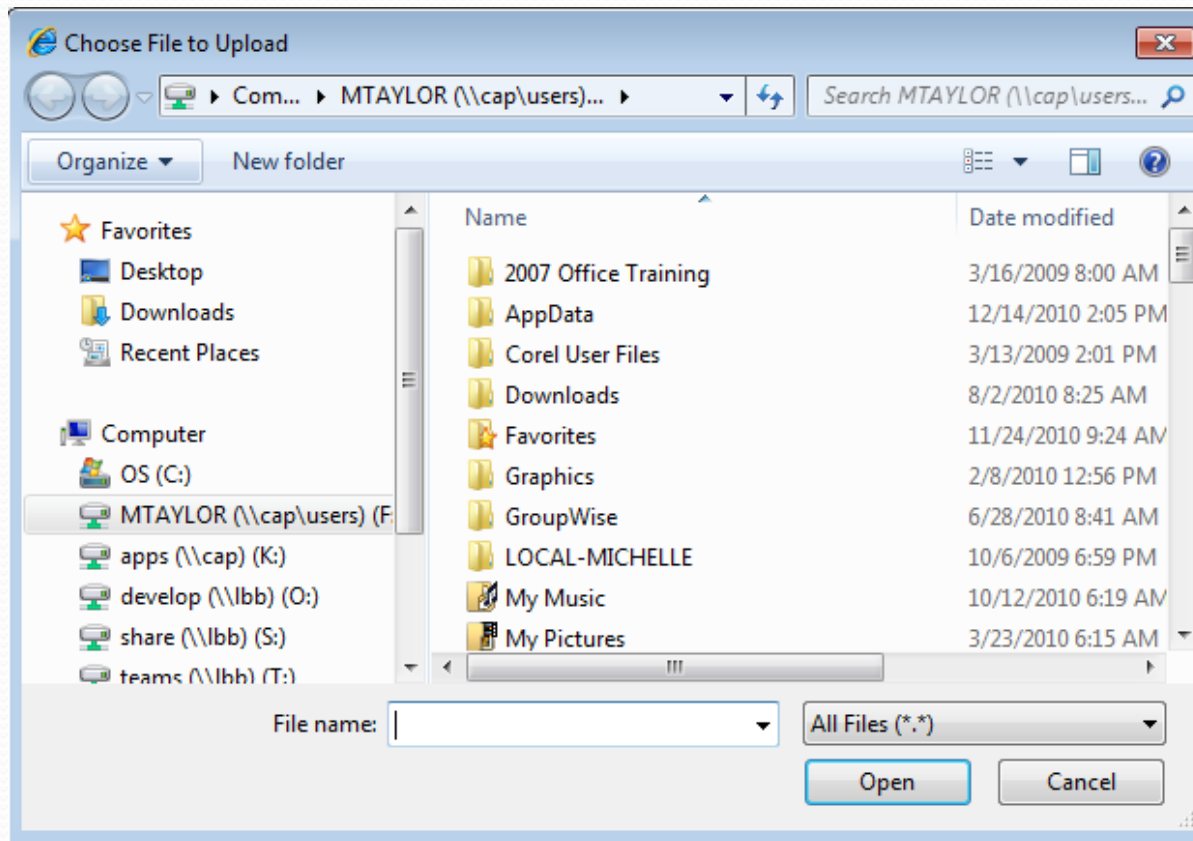 Choose File to Upload
Com... MTAYLOR (\\cap\users)... Search MTAYLOR (\\cap\users...
Organize New folder
Favorites
Desktop
Downloads
Recent Places
Computer
OS (C:)
MTAYLOR (\\cap\users) (F:
apps (\\cap) (K:)
develop (\\lbb) (O:)
share (\\lbb) (S:)
teams (\\lbb) (T:)
Name Date modified
2007 Office Training 3/16/2009 8:00 AM
AppData 12/14/2010 2:05 PM
Corel User Files 3/13/2009 2:01 PM
Downloads 8/2/2010 8:25 AM
Favorites 11/24/2010 9:24 AM
Graphics 2/8/2010 12:56 PM
GroupWise 6/28/2010 8:41 AM
LOCAL-MICHELLE 10/6/2009 6:59 PM
My Music 10/12/2010 6:19 AM
My Pictures 3/23/2010 6:15 AM
File name: All Files (*.*)
Open Cancel